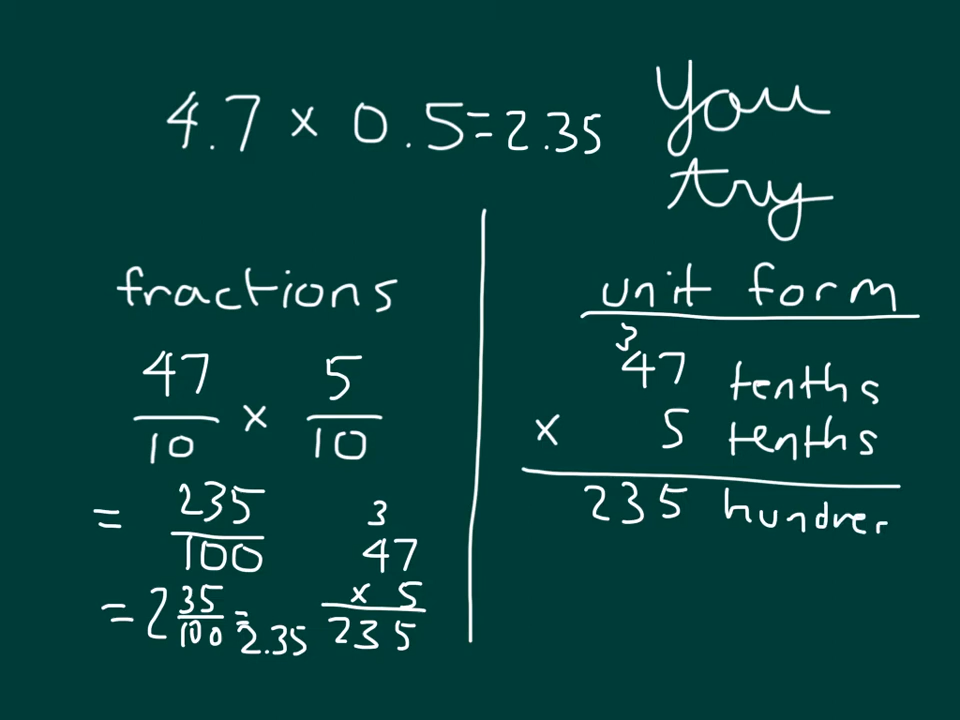 4.7 × 0.5 = 2.35
You
try
fractions
47/10 × 5/10
= 235/100
= 2 35/100 = 2.35
3
47
× 5
235
unit form
3
47 tenths
× 5 tenths
235 hundrer